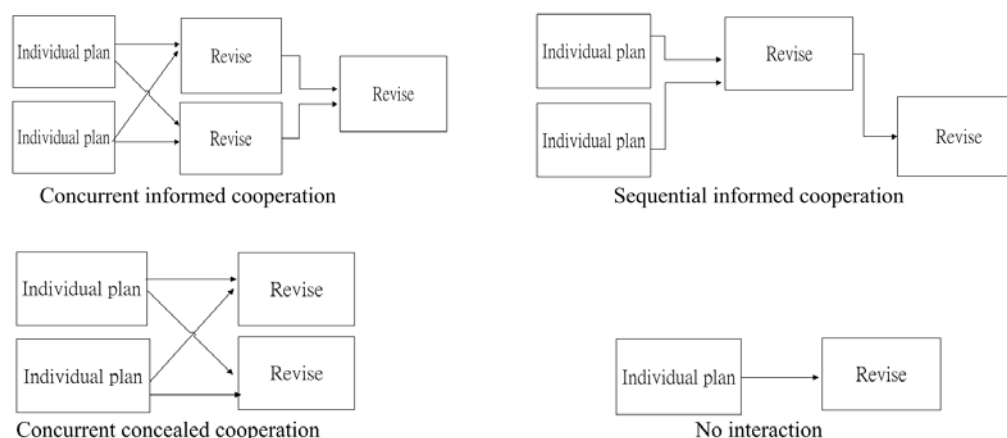 Individual plan
Revise
Revise
Individual plan
Revise
Concurrent informed cooperation
Individual plan
Revise
Individual plan
Revise
Sequential informed cooperation
Individual plan
Revise
Individual plan
Revise
Concurrent concealed cooperation
Individual plan
Revise
No interaction